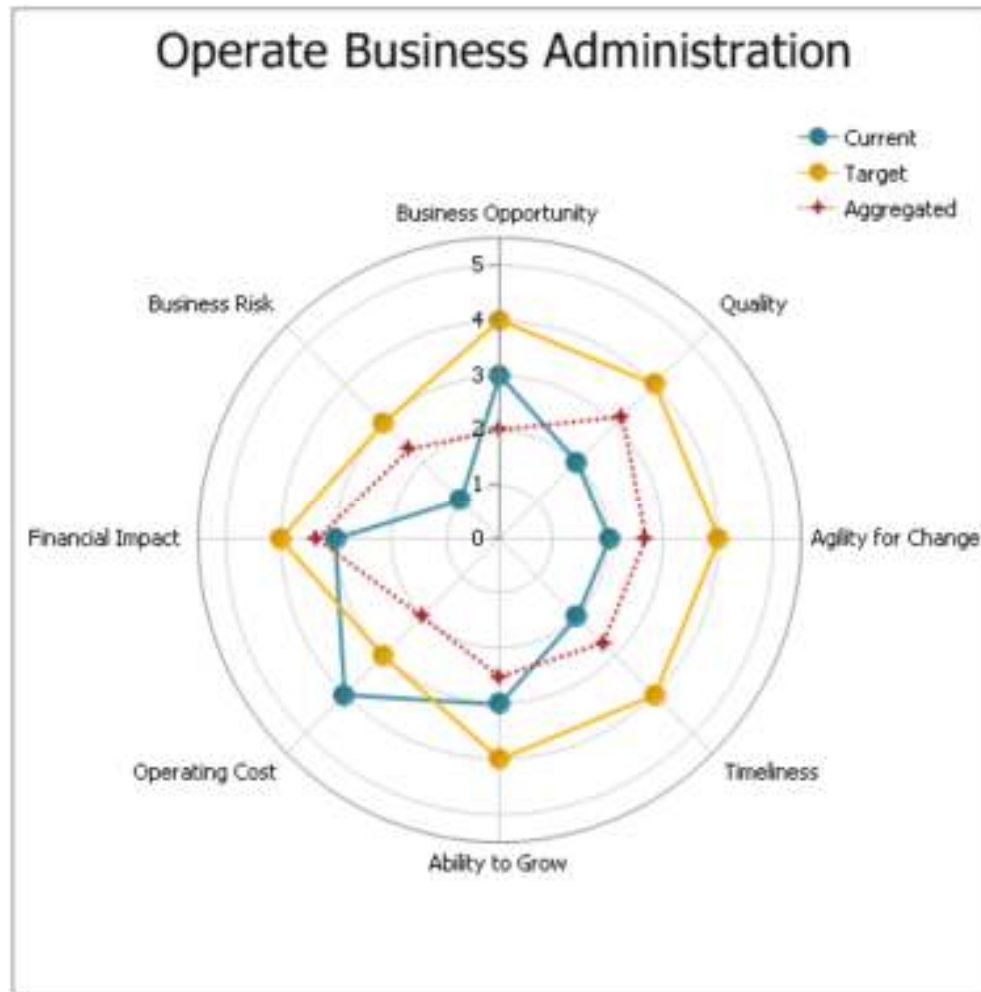 Operate Business Administration
Current
Target
Aggregated
Business Opportunity
5
Business Risk
Quality
4
3
2
1
Financial Impact
0
Agility for Change
Operating Cost
Timeliness
Ability to Grow